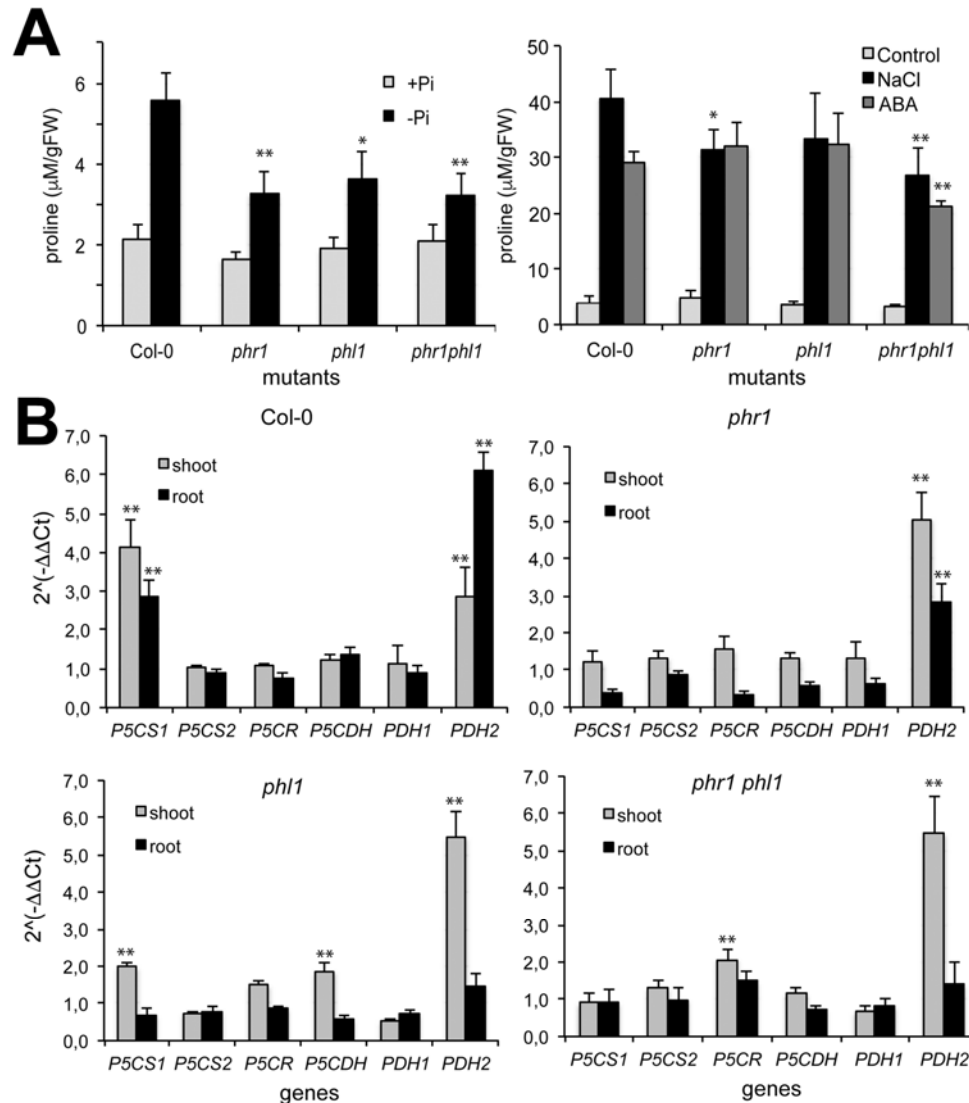 A
proline (µM/gFW)
6
4
2
0
+Pi
-Pi
Col-0
phr1
phl1
phr1phl1
mutants
**
*
**
proline (µM/gFW)
50
40
30
20
10
0
Control
NaCl
ABA
*
**
**
Col-0
phr1
phl1
phr1phl1
mutants
B
Col-0
2^(-ΔΔCt)
7,0
6,0
5,0
4,0
3,0
2,0
1,0
0,0
shoot
root
**
**
**
**
P5CS1
P5CS2
P5CR
P5CDH
PDH1
PDH2
phr1
7,0
6,0
5,0
4,0
3,0
2,0
1,0
0,0
shoot
root
**
**
P5CS1
P5CS2
P5CR
P5CDH
PDH1
PDH2
phl1
2^(-ΔΔCt)
7,0
6,0
5,0
4,0
3,0
2,0
1,0
0,0
shoot
root
**
**
**
P5CS1
P5CS2
P5CR
P5CDH
PDH1
PDH2
genes
phr1 phl1
7,0
6,0
5,0
4,0
3,0
2,0
1,0
0,0
shoot
root
**
**
P5CS1
P5CS2
P5CR
P5CDH
PDH1
PDH2
genes